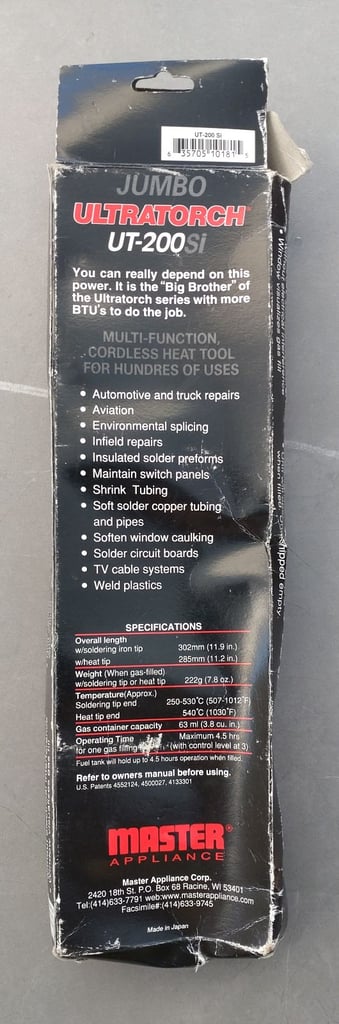 UT-200 Si
6 35705 10181 5
JUMBO
ULTRATORCH®
UT-200Si
You can really depend on this
power. It is the "Big Brother" of
the Ultratorch series with more
BTU's to do the job.
MULTI-FUNCTION,
CORDLESS HEAT TOOL
FOR HUNDRES OF USES
• Automotive and truck repairs
• Aviation
• Environmental splicing
• Infield repairs
• Insulated solder preforms
• Maintain switch panels
• Shrink Tubing
• Soft solder copper tubing
and pipes
• Soften window caulking
• Solder circuit boards
• TV cable systems
• Weld plastics
SPECIFICATIONS
Overall length
w/soldering iron tip 302mm (11.9 in.)
w/heat tip 285mm (11.2 in.)
Weight (When gas-filled)
w/soldering tip or heat tip 222g (7.8 oz.)
Temperature(Approx.)
Soldering tip end 250-530°C (507-1012°F)
Heat tip end 540°C (1030°F)
Gas container capacity 63 ml (3.8 cu. in.)
Operating Time Maximum 4.5 hrs
for one gas filling (with control level at 3)
Fuel tank will hold up to 4.5 hours operation when filled.
Refer to owners manual before using.
U.S. Patents 4552124, 4500027, 4133301
MASTER®
APPLIANCE
Master Appliance Corp.
2420 18th St. P.O. Box 68 Racine, WI 53401
Tel:(414)633-7791 web:www.masterappliance.com
Facsimile#:(414)633-9745
Made in Japan
• Window visualizes gas fill
shipped empty